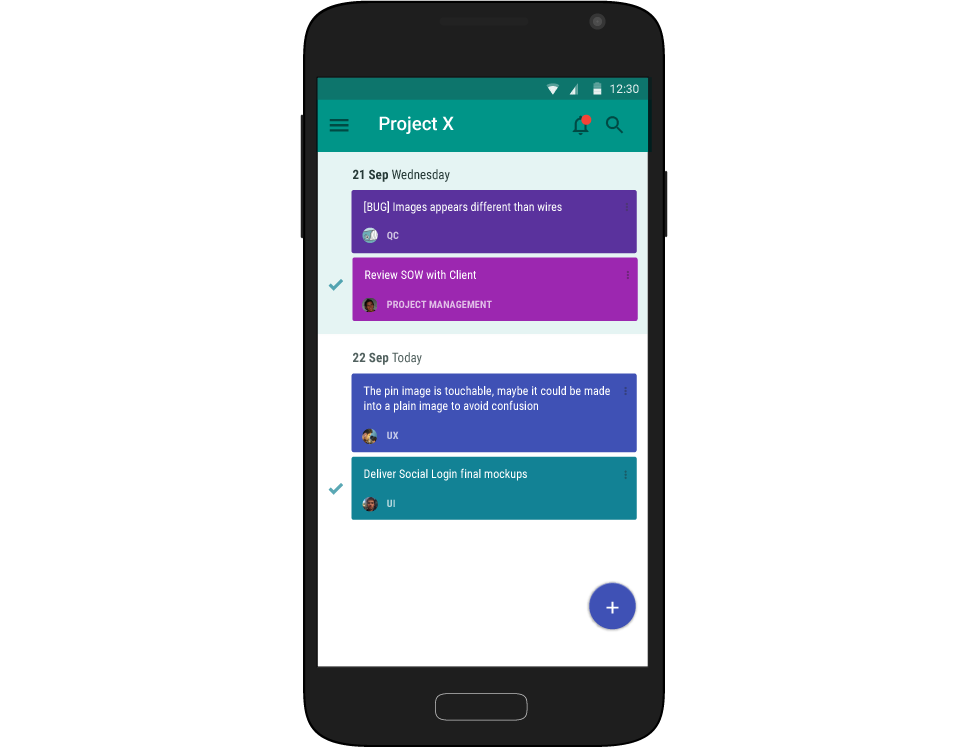 12:30
Project X
21 Sep Wednesday
[BUG] Images appears different than wires
QC
Review SOW with Client
PROJECT MANAGEMENT
22 Sep Today
The pin image is touchable, maybe it could be made
into a plain image to avoid confusion
UX
Deliver Social Login final mockups
UI
+